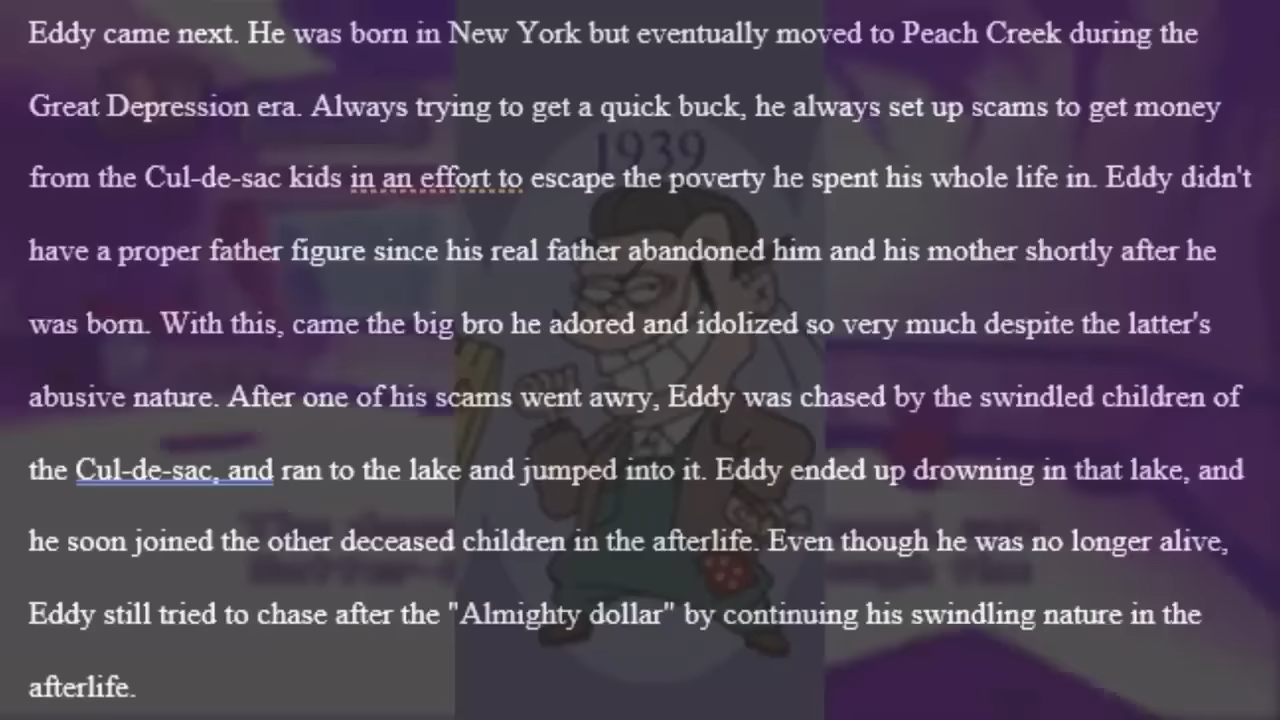 Eddy came next. He was born in New York but eventually moved to Peach Creek during the
Great Depression era. Always trying to get a quick buck, he always set up scams to get money
1939
from the Cul-de-sac kids in an effort to escape the poverty he spent his whole life in. Eddy didn't
have a proper father figure since his real father abandoned him and his mother shortly after he
was born. With this, came the big bro he adored and idolized so very much despite the latter's
abusive nature. After one of his scams went awry, Eddy was chased by the swindled children of
the Cul-de-sac, and ran to the lake and jumped into it. Eddy ended up drowning in that lake, and
he soon joined the other deceased children in the afterlife. Even though he was no longer alive,
Eddy still tried to chase after the "Almighty dollar" by continuing his swindling nature in the
afterlife.